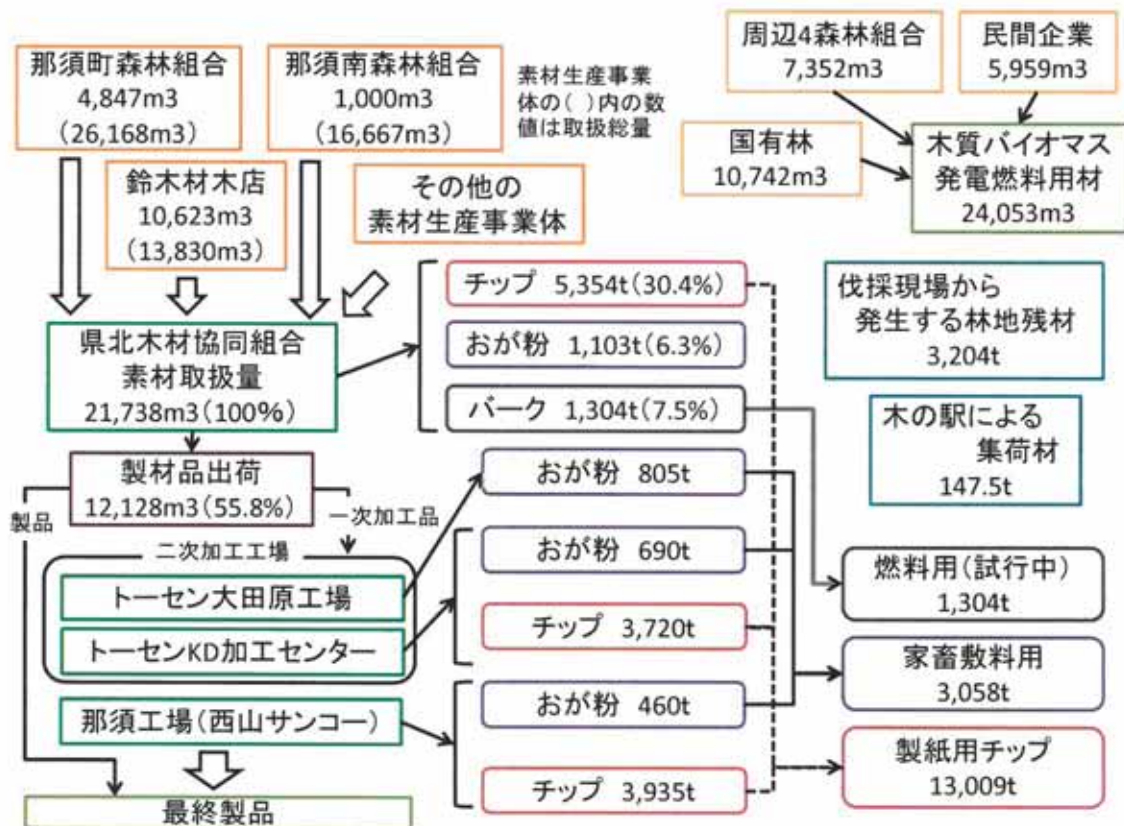 那須町森林組合
4,847m3
(26,168m3)
那須南森林組合
1,000m3
(16,667m3)
素材生産事業
体の( )内の数
値は取扱総量
周辺4森林組合
7,352m3
民間企業
5,959m3
国有林
10,742m3
木質バイオマス
発電燃料用材
24,053m3
鈴木材木店
10,623m3
(13,830m3)
その他の
素材生産事業体
県北木材協同組合
素材取扱量
21,738m3(100%)
チップ 5,354t(30.4%)
おが粉 1,103t(6.3%)
バーク 1,304t(7.5%)
伐採現場から
発生する林地残材
3,204t
木の駅による
集荷材
147.5t
製材品出荷
12,128m3(55.8%)
製品
一次加工品
二次加工工場
トーセン大田原工場
トーセンKD加工センター
那須工場(西山サンコー)
最終製品
おが粉 805t
おが粉 690t
チップ 3,720t
おが粉 460t
チップ 3,935t
燃料用(試行中)
1,304t
家畜敷料用
3,058t
製紙用チップ
13,009t